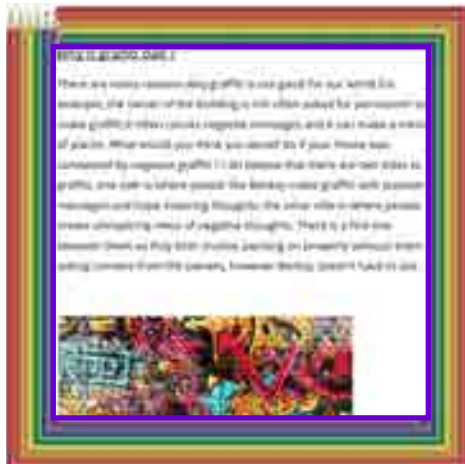 Why is graffiti bad?
There are many reasons why graffiti is not good for our world. For
example, the owner of the building is not often asked for permission to
make graffiti, it often carries negative messages and it can make a mess
of places. What would you think you would do if your house was
by negative graffiti? I do believe that there are two sides to
graffiti, one side is where people like Banksy make graffiti with positive
messages and hope inspiring thoughts, the other side is where people
create mess of negative thoughts. There is a fine line
between them as they both involve painting on property without even
asking consent from the owners, however Banksy doesn't have to ask